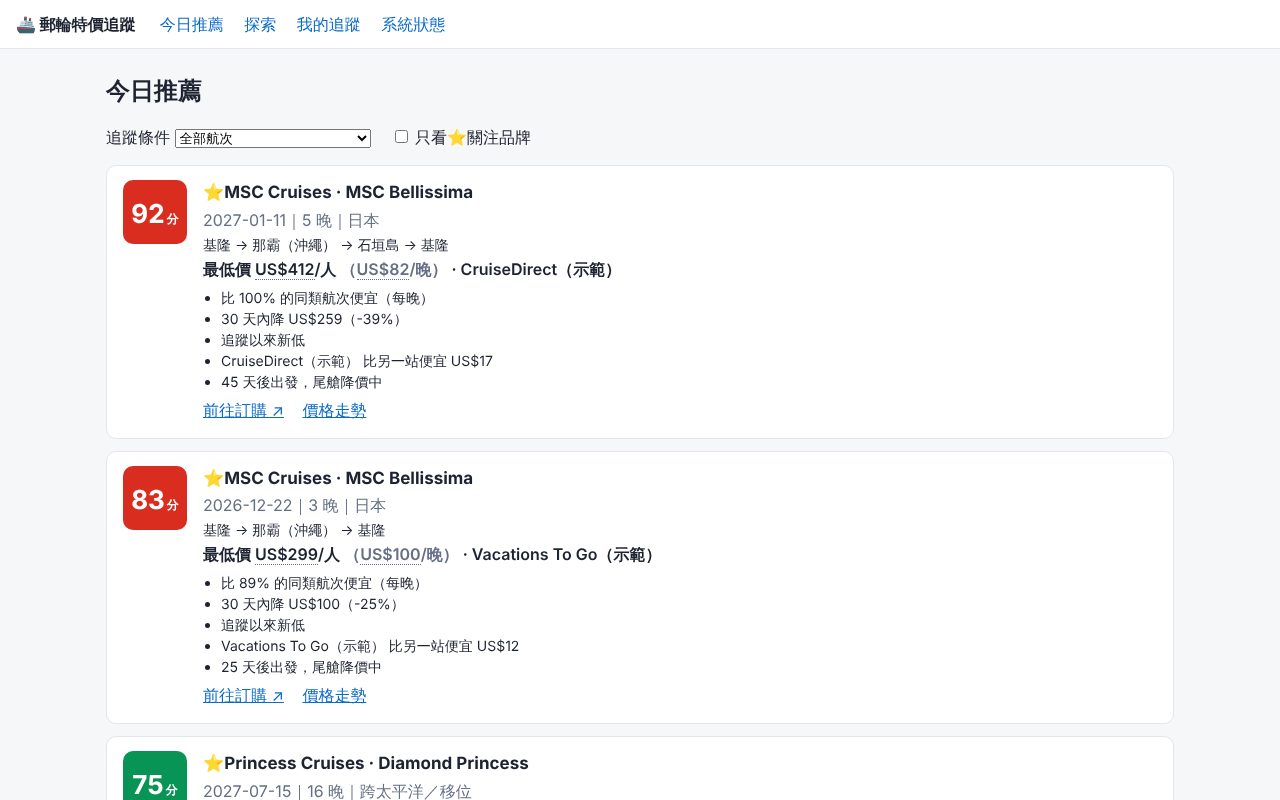 🚢 郵輪特價追蹤 今日推薦 探索 我的追蹤 系統狀態
今日推薦
追蹤條件 全部航次 只看⭐關注品牌
92分
⭐MSC Cruises · MSC Bellissima
2027-01-11｜5 晚｜日本
基隆 → 那霸（沖繩） → 石垣島 → 基隆
最低價 US$412/人 （US$82/晚） · CruiseDirect（示範）
• 比 100% 的同類航次便宜（每晚）
• 30 天內降 US$259（-39%）
• 追蹤以來新低
• CruiseDirect（示範） 比另一站便宜 US$17
• 45 天後出發，尾艙降價中
前往訂購 ↗ 價格走勢
83分
⭐MSC Cruises · MSC Bellissima
2026-12-22｜3 晚｜日本
基隆 → 那霸（沖繩） → 基隆
最低價 US$299/人 （US$100/晚） · Vacations To Go（示範）
• 比 89% 的同類航次便宜（每晚）
• 30 天內降 US$100（-25%）
• 追蹤以來新低
• Vacations To Go（示範） 比另一站便宜 US$12
• 25 天後出發，尾艙降價中
前往訂購 ↗ 價格走勢
75分
⭐Princess Cruises · Diamond Princess
2027-07-15｜16 晚｜跨太平洋／移位